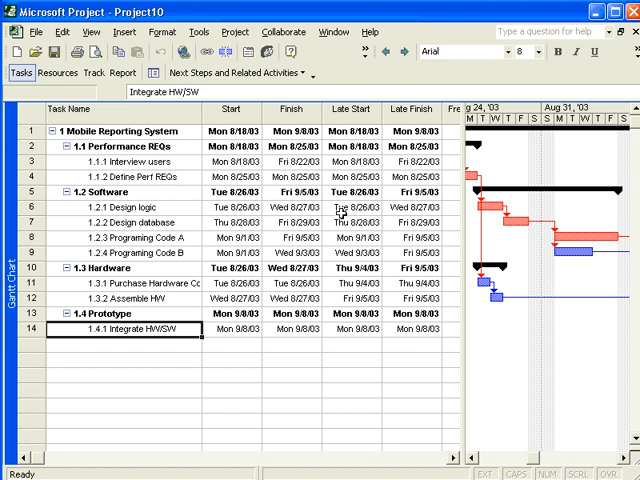 Microsoft Project - Project10
File Edit View Insert Format Tools Project Collaborate Window Help Type a question for help
Arial 8 B I U
Tasks Resources Track Report Next Steps and Related Activities
Integrate HW/SW
Task Name Start Finish Late Start Late Finish Fre g 24, '03 Aug 31, '03
M T W T F S S M T W T F S
1 1 Mobile Reporting System Mon 8/18/03 Mon 9/8/03 Mon 8/18/03 Mon 9/8/03
2 1.1 Performance REQs Mon 8/18/03 Mon 8/25/03 Mon 8/18/03 Mon 8/25/03
3 1.1.1 Interview users Mon 8/18/03 Fri 8/22/03 Mon 8/18/03 Fri 8/22/03
4 1.1.2 Define Perf REQs Mon 8/25/03 Mon 8/25/03 Mon 8/25/03 Mon 8/25/03
5 1.2 Software Tue 8/26/03 Fri 9/5/03 Tue 8/26/03 Fri 9/5/03
6 1.2.1 Design logic Tue 8/26/03 Wed 8/27/03 Tue 8/26/03 Wed 8/27/03
7 1.2.2 Design database Thu 8/28/03 Fri 8/29/03 Thu 8/28/03 Fri 8/29/03
8 1.2.3 Programing Code A Mon 9/1/03 Fri 9/5/03 Mon 9/1/03 Fri 9/5/03
9 1.2.4 Programing Code B Mon 9/1/03 Wed 9/3/03 Wed 9/3/03 Fri 9/5/03
10 1.3 Hardware Tue 8/26/03 Wed 8/27/03 Thu 9/4/03 Fri 9/5/03
11 1.3.1 Purchase Hardware Cc Tue 8/26/03 Tue 8/26/03 Thu 9/4/03 Thu 9/4/03
12 1.3.2 Assemble HW Wed 8/27/03 Wed 8/27/03 Fri 9/5/03 Fri 9/5/03
13 1.4 Prototype Mon 9/8/03 Mon 9/8/03 Mon 9/8/03 Mon 9/8/03
14 1.4.1 Integrate HW/SW Mon 9/8/03 Mon 9/8/03 Mon 9/8/03 Mon 9/8/03
Gantt Chart
Ready EXT CAPS NUM SCRL OVR